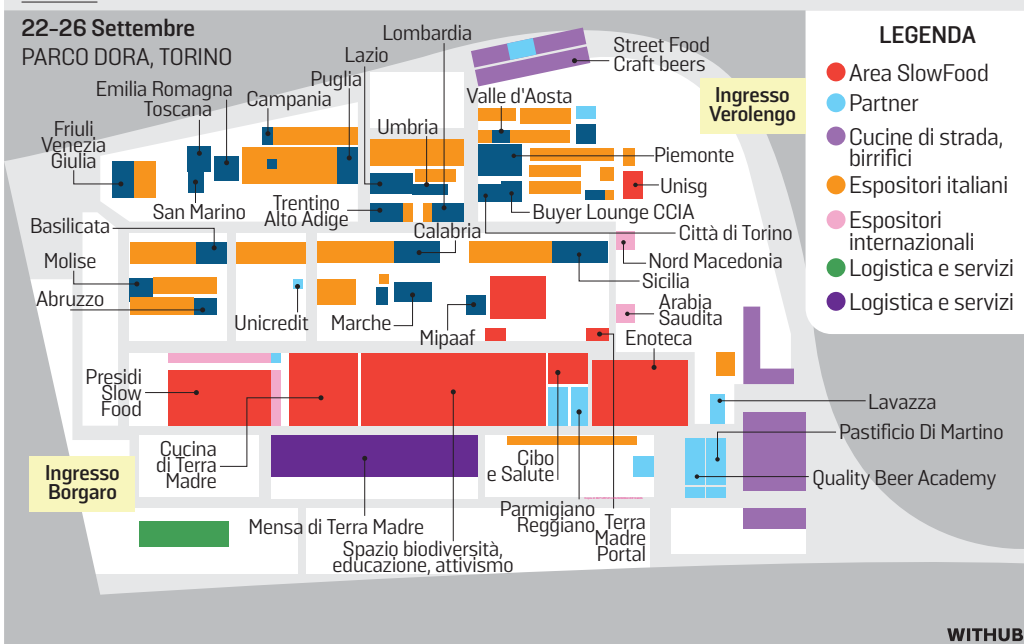 22-26 Settembre
PARCO DORA, TORINO
Lombardia
Lazio
Puglia
Emilia Romagna
Toscana
Campania
Friuli
Venezia
Giulia
Umbria
Valle d'Aosta
Street Food
Craft beers
Ingresso
Verolengo
Piemonte
Unisg
San Marino
Trentino
Alto Adige
Buyer Lounge CCIA
Città di Torino
Basilicata
Calabria
Nord Macedonia
Molise
Sicilia
Abruzzo
Unicredit
Marche
Mipaaf
Arabia
Saudita
Enoteca
Presidi
Slow
Food
Lavazza
Pastificio Di Martino
Quality Beer Academy
Cucina
di Terra
Madre
Cibo
e Salute
Ingresso
Borgaro
Mensa di Terra Madre
Parmigiano
Reggiano
Terra
Madre
Portal
Spazio biodiversità,
educazione, attivismo
LEGENDA
Area SlowFood
Partner
Cucine di strada,
birrifici
Espositori italiani
Espositori
internazionali
Logistica e servizi
Logistica e servizi
WITHUB